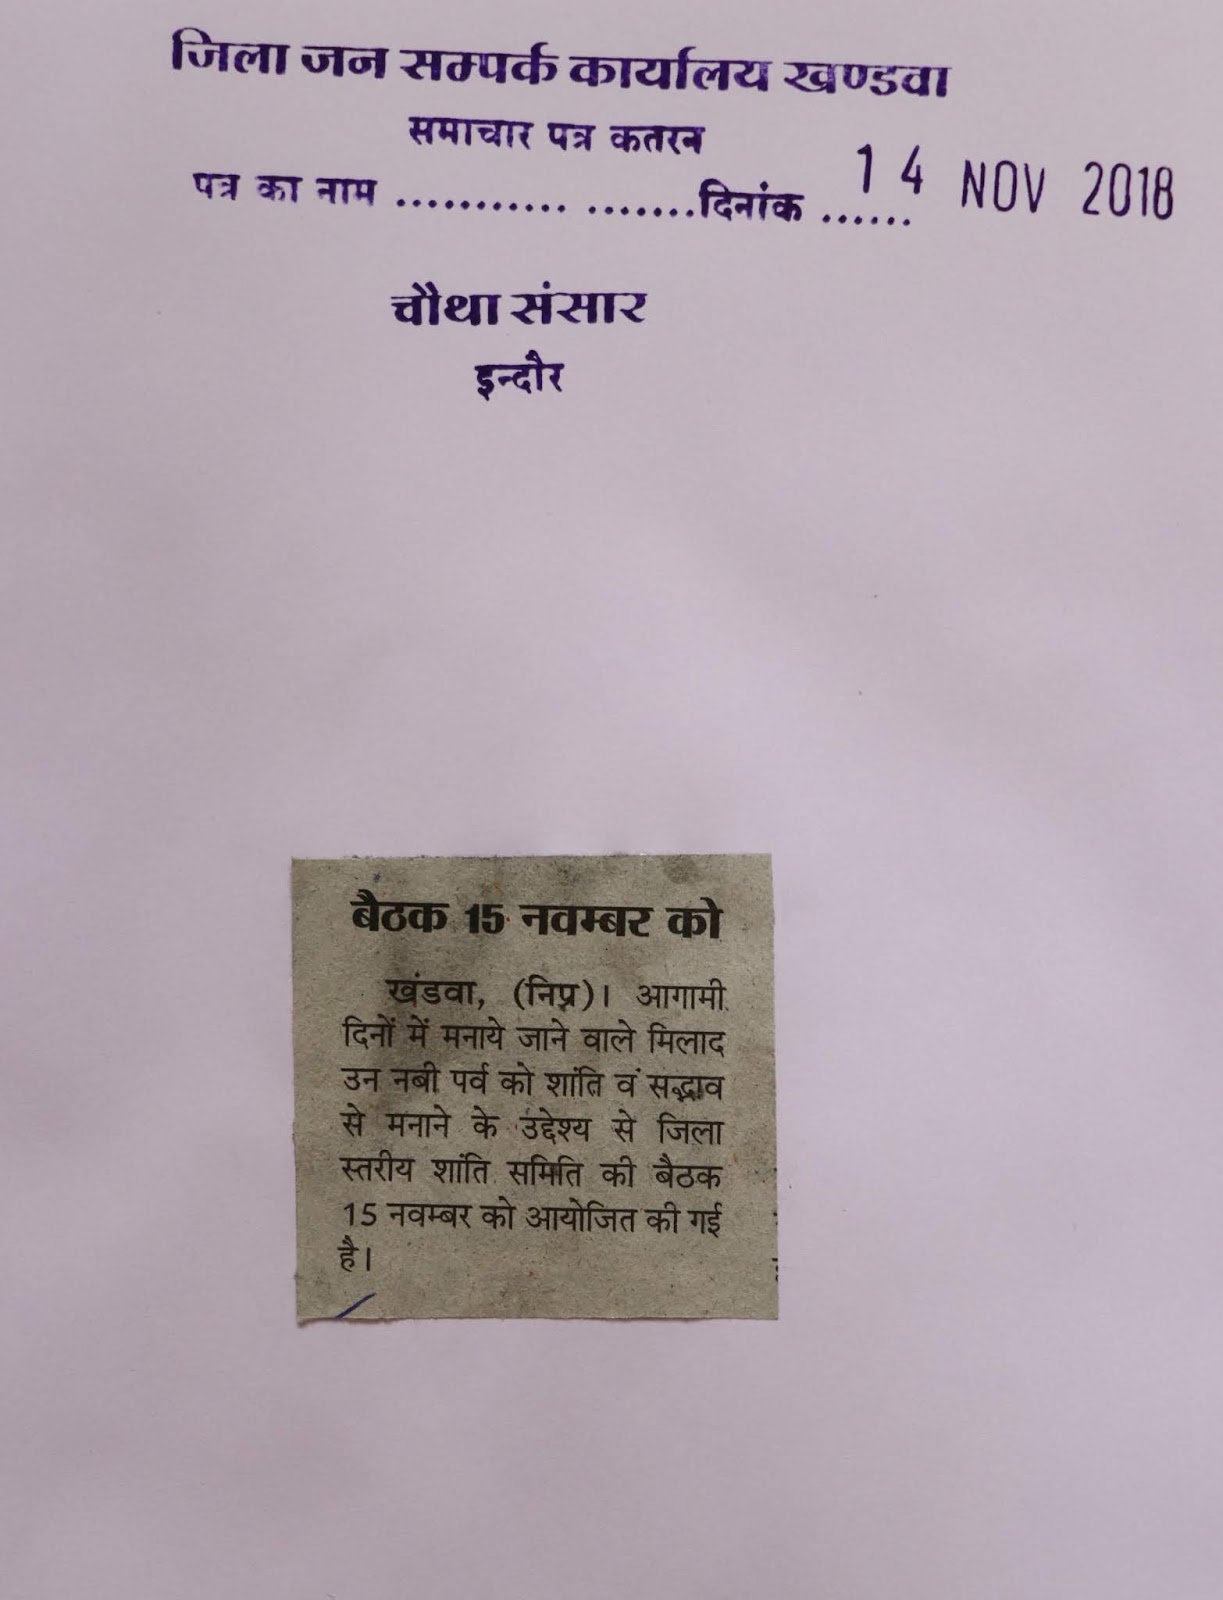 जिला जन सम्पर्क कार्यालय खण्डवा
समाचार पत्र कतरन
पत्र का नाम ........... .......दिनांक ...... 14 NOV 2018
चौथा संसार
इन्दौर
बैठक 15 नवम्बर को
खंडवा, (निप्र)। आगामी
दिनों में मनाये जाने वाले मिलाद
उन नबी पर्व को शांति व सद्भाव
से मनाने के उद्देश्य से जिला
स्तरीय शांति समिति की बैठक
15 नवम्बर को आयोजित की गई
है।